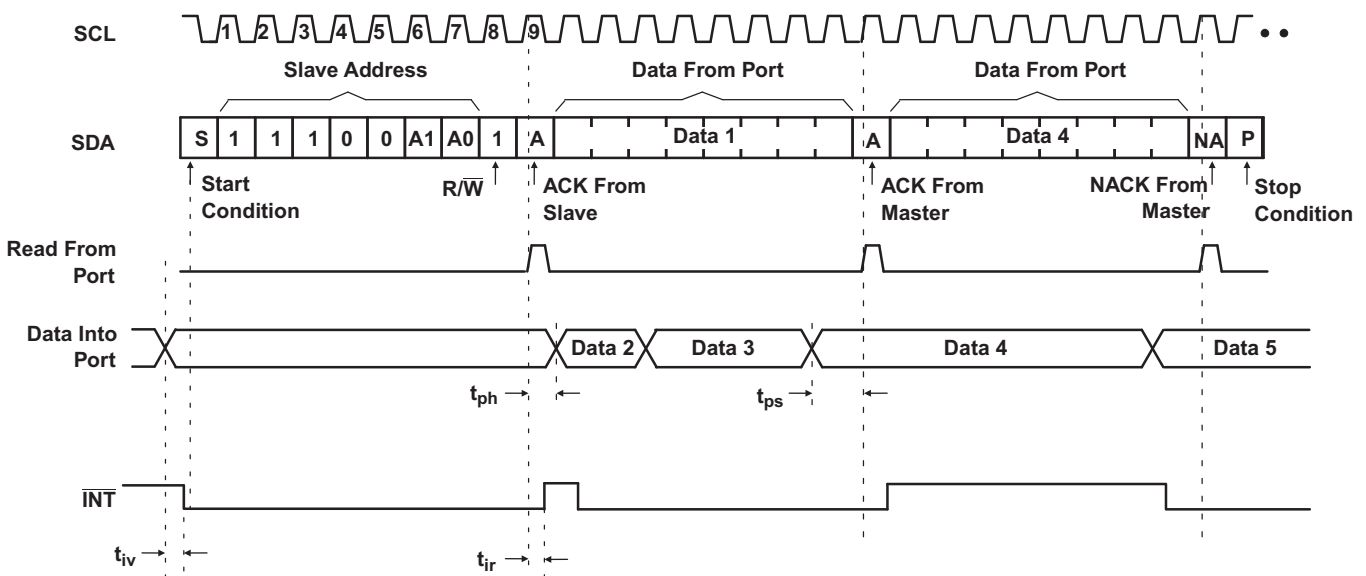 SCL
1 2 3 4 5 6 7 8 9
Slave Address
Data From Port
Data From Port
SDA
S 1 1 1 0 0 A1 A0 1 A Data 1 A Data 4 NA P
Start
Condition
R/W
ACK From
Slave
ACK From
Master
NACK From
Master
Stop
Condition
Read From
Port
Data Into
Port
Data 2 Data 3 Data 4 Data 5
tph
tps
INT
tiv
tir